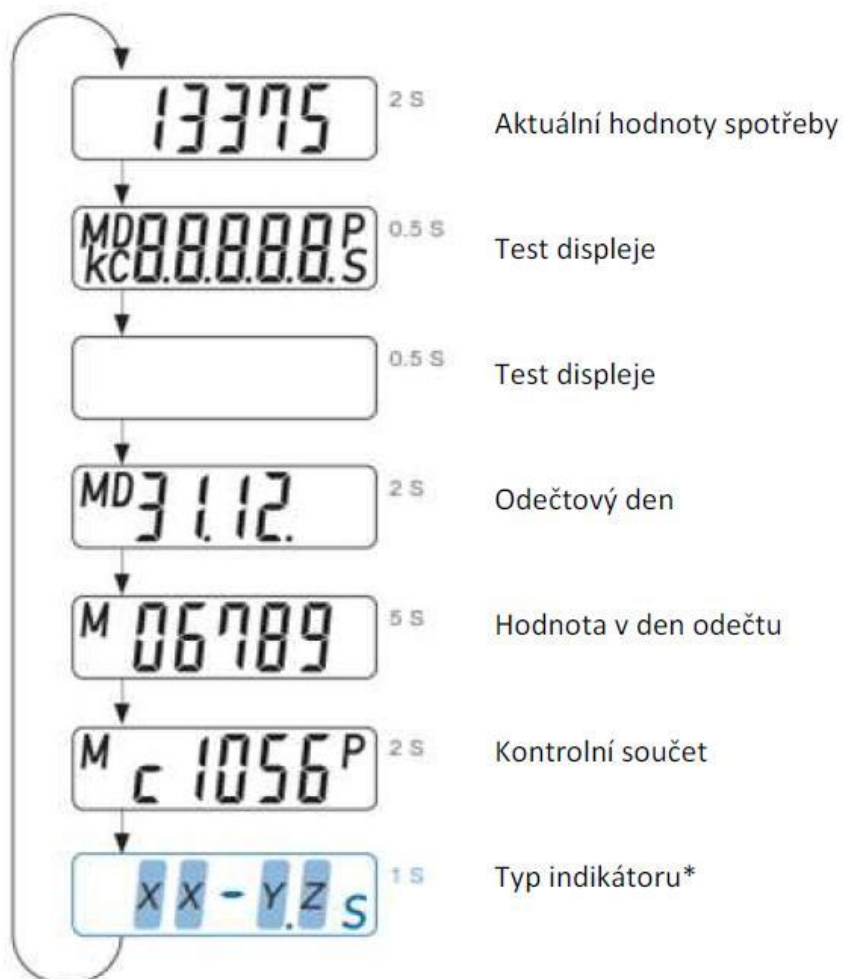 13375 2 S Aktuální hodnoty spotřeby
MD kC 8.8.8.8.8. P S 0.5 S Test displeje
0.5 S Test displeje
MD 31.12. 2 S Odečtový den
M 06789 5 S Hodnota v den odečtu
M c1056 P 2 S Kontrolní součet
XX-Y.Z S 1 S Typ indikátoru*